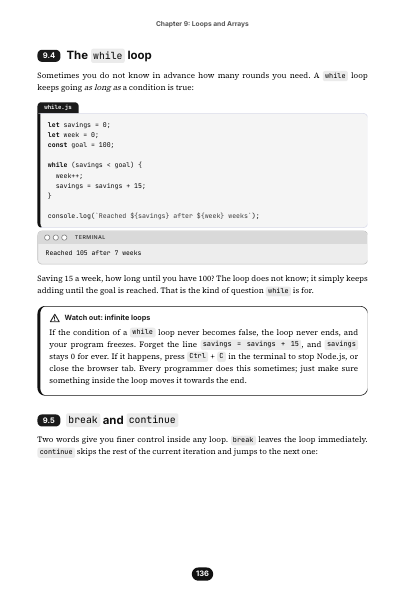 Chapter 9: Loops and Arrays
9.4 The while loop
Sometimes you do not know in advance how many rounds you need. A while loop
keeps going as long as a condition is true:
while.js
let savings = 0;
let week = 0;
const goal = 100;
while (savings < goal) {
week++;
savings = savings + 15;
}
console.log(`Reached ${savings} after ${week} weeks`);
TERMINAL
Reached 105 after 7 weeks
Saving 15 a week, how long until you have 100? The loop does not know; it simply keeps
adding until the goal is reached. That is the kind of question while is for.
Watch out: infinite loops
If the condition of a while loop never becomes false, the loop never ends, and
your program freezes. Forget the line savings = savings + 15, and savings
stays 0 for ever. If it happens, press Ctrl + C in the terminal to stop Node.js, or
close the browser tab. Every programmer does this sometimes; just make sure
something inside the loop moves it towards the end.
9.5 break and continue
Two words give you finer control inside any loop. break leaves the loop immediately.
continue skips the rest of the current iteration and jumps to the next one:
136